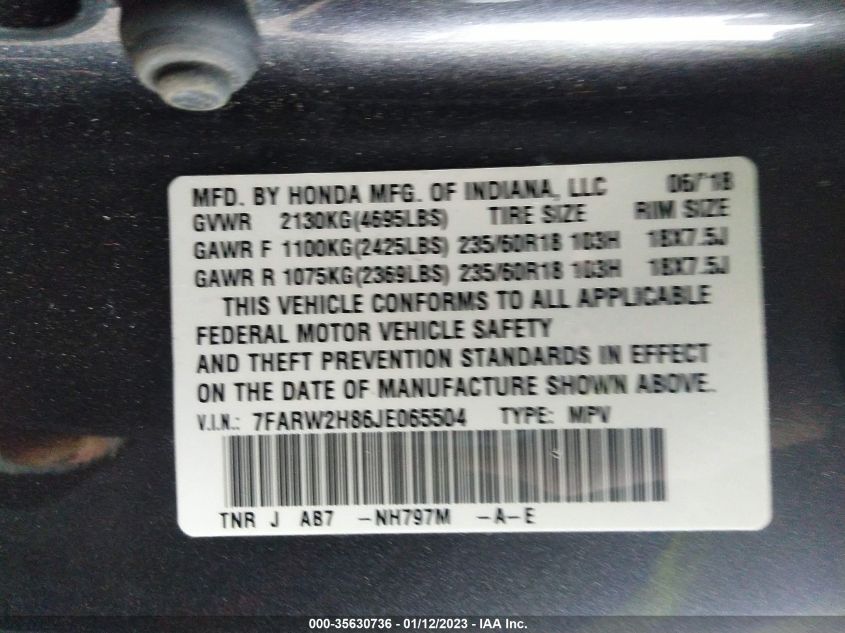 MFD. BY HONDA MFG. OF INDIANA, LLC 06/'18
GVWR 2130KG(4695LBS) TIRE SIZE RIM SIZE
GAWR F 1100KG(2425LBS) 235/60R18 103H 18X7.5J
GAWR R 1075KG(2369LBS) 235/60R18 103H 18X7.5J
THIS VEHICLE CONFORMS TO ALL APPLICABLE
FEDERAL MOTOR VEHICLE SAFETY
AND THEFT PREVENTION STANDARDS IN EFFECT
ON THE DATE OF MANUFACTURE SHOWN ABOVE.
V.I.N.: 7FARW2H86JE065504 TYPE: MPV
TNR J AB7 -NH797M -A-E
000-35630736 - 01/12/2023 - IAA Inc.